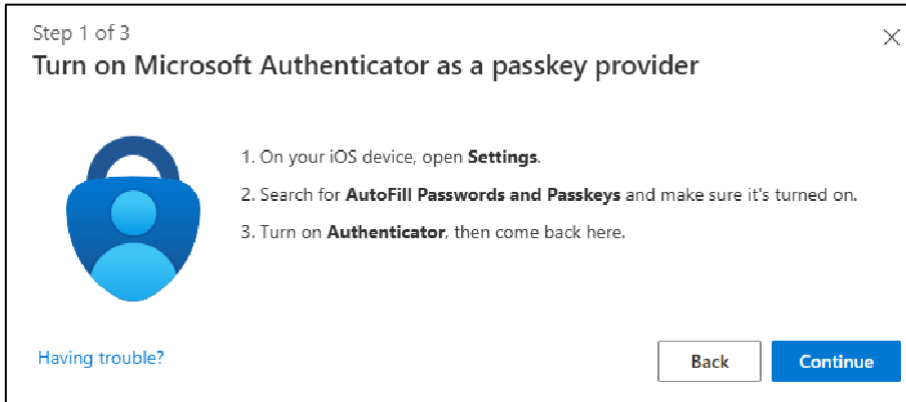 Step 1 of 3
Turn on Microsoft Authenticator as a passkey provider
1. On your iOS device, open Settings.
2. Search for AutoFill Passwords and Passkeys and make sure it's turned on.
3. Turn on Authenticator, then come back here.
Having trouble?
Back
Continue